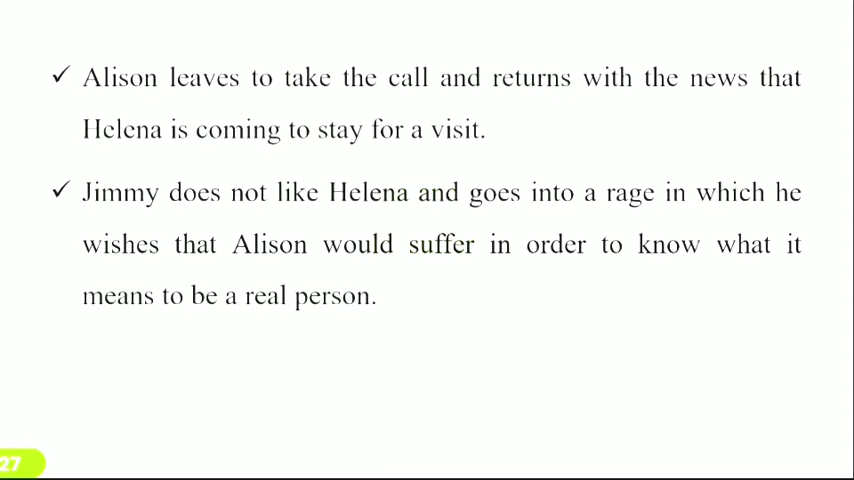 ✓ Alison leaves to take the call and returns with the news that
Helena is coming to stay for a visit.
✓ Jimmy does not like Helena and goes into a rage in which he
wishes that Alison would suffer in order to know what it
means to be a real person.
27